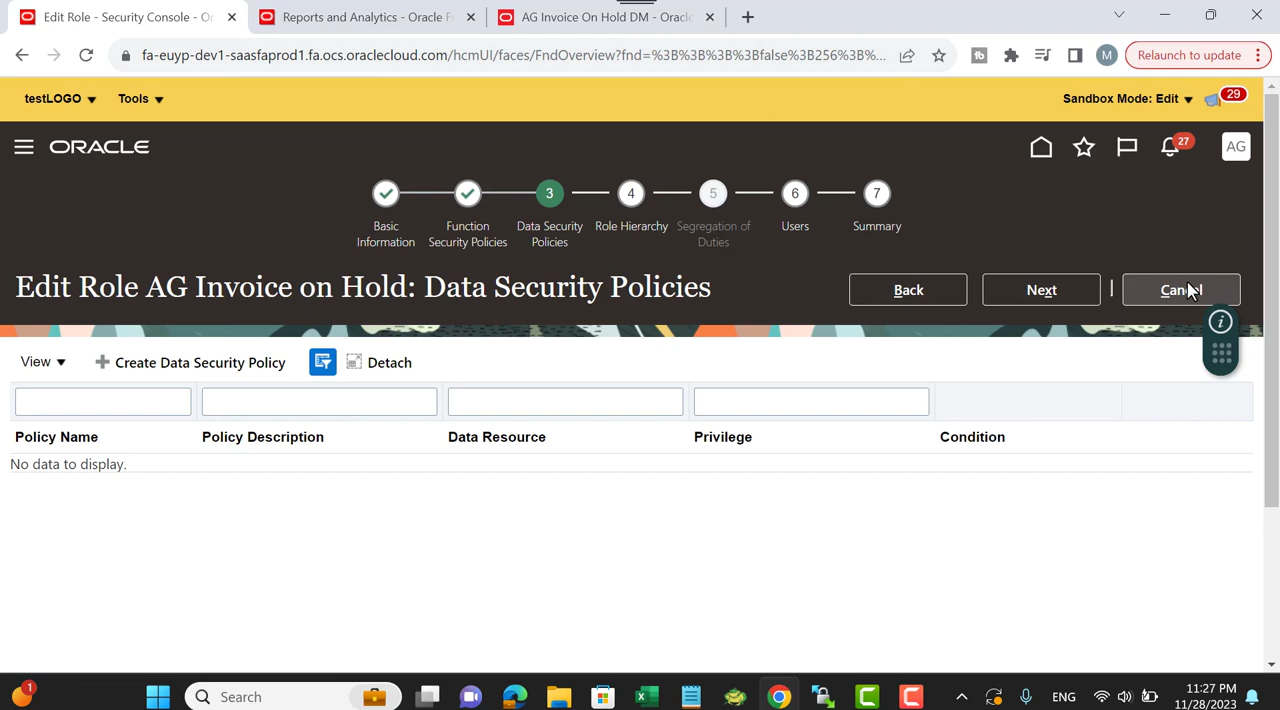 Edit Role - Security Console - Or
Reports and Analytics - Oracle F
AG Invoice On Hold DM - Oracle
fa-euyp-dev1-saasfaprod1.fa.ocs.oraclecloud.com/hcmUI/faces/FndOverview?fnd=%3B%3B%3B%3Bfalse%3B256%3B%...
M
Relaunch to update
testLOGO
Tools
Sandbox Mode: Edit
29
ORACLE
27
AG
3
4
5
6
7
Basic
Information
Function
Security Policies
Data Security
Policies
Role Hierarchy
Segregation of
Duties
Users
Summary
Edit Role AG Invoice on Hold: Data Security Policies
Back
Next
Cancel
View
Create Data Security Policy
Detach
Policy Name
Policy Description
Data Resource
Privilege
Condition
No data to display.
1
Search
ENG
11:27 PM
11/28/2023